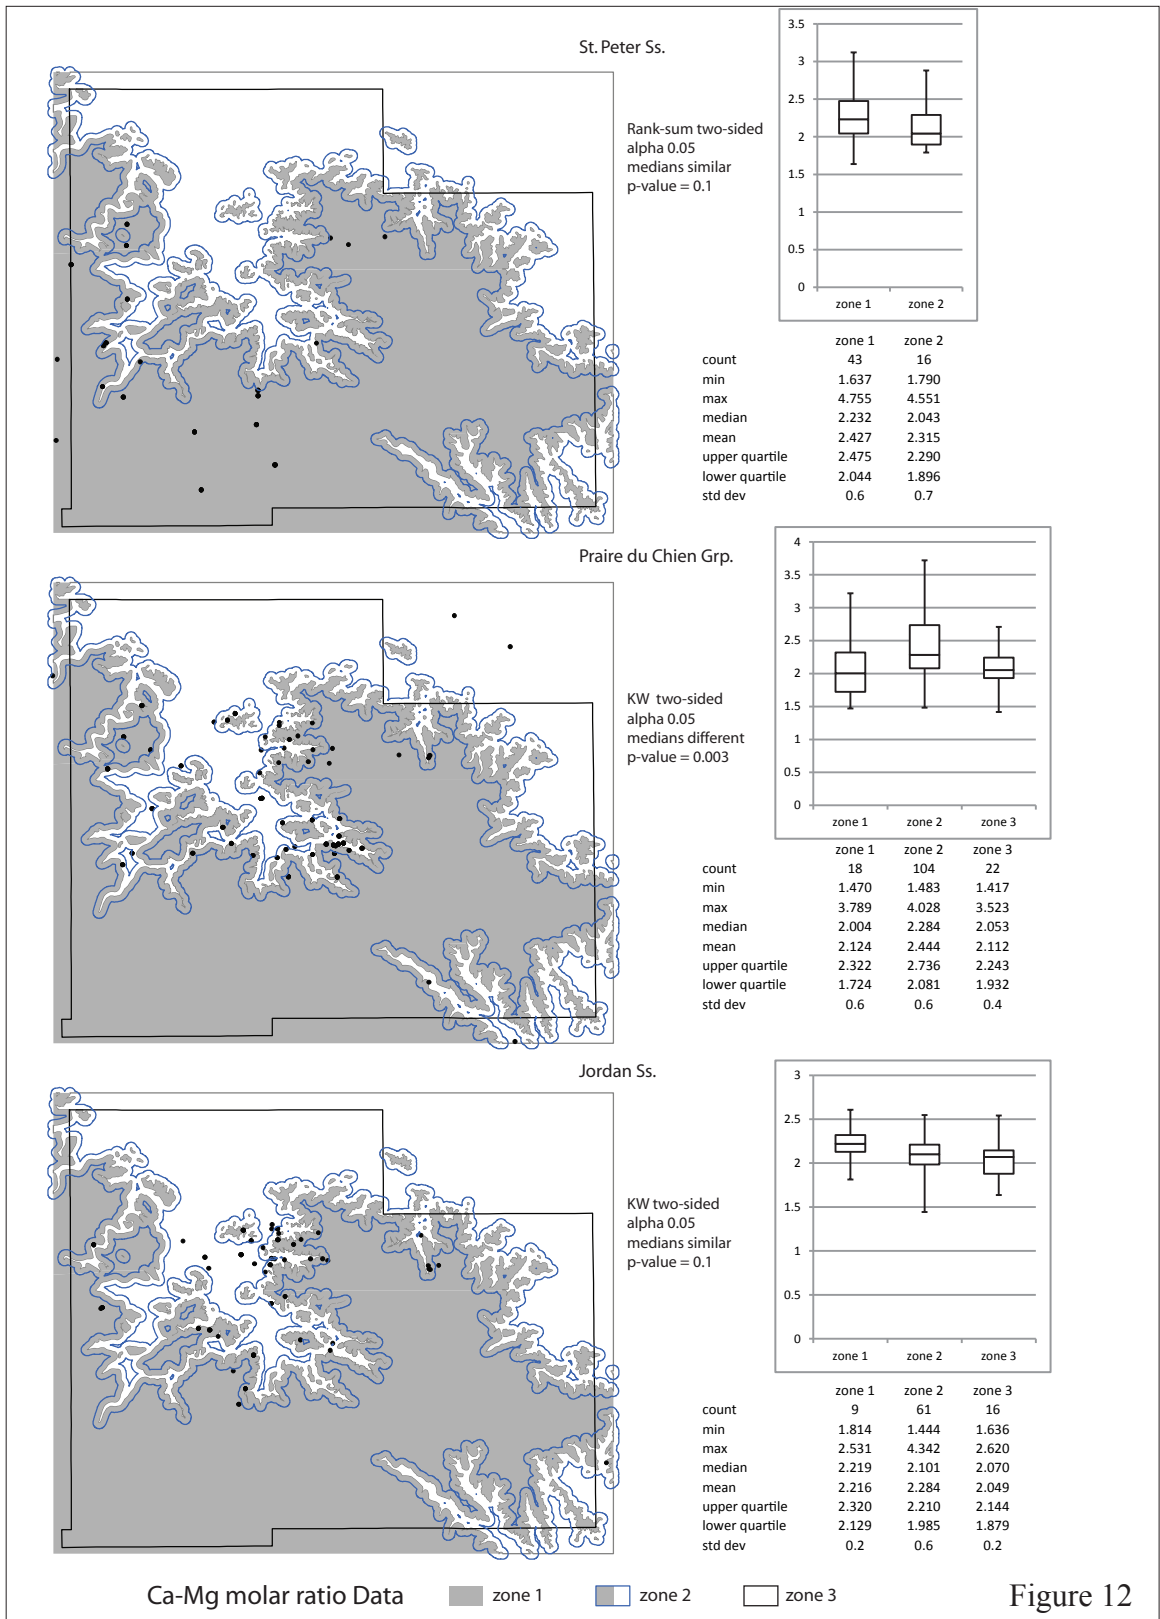 St. Peter Ss.
Rank-sum two-sided
alpha 0.05
medians similar
p-value = 0.1
3.5
3
2.5
2
1.5
1
0.5
0
zone 1 zone 2
zone 1 zone 2
count 43 16
min 1.637 1.790
max 4.755 4.551
median 2.232 2.043
mean 2.427 2.315
upper quartile 2.475 2.290
lower quartile 2.044 1.896
std dev 0.6 0.7
Praire du Chien Grp.
KW two-sided
alpha 0.05
medians different
p-value = 0.003
4
3.5
3
2.5
2
1.5
1
0.5
0
zone 1 zone 2 zone 3
zone 1 zone 2 zone 3
count 18 104 22
min 1.470 1.483 1.417
max 3.789 4.028 3.523
median 2.004 2.284 2.053
mean 2.124 2.444 2.112
upper quartile 2.322 2.736 2.243
lower quartile 1.724 2.081 1.932
std dev 0.6 0.6 0.4
Jordan Ss.
KW two-sided
alpha 0.05
medians similar
p-value = 0.1
3
2.5
2
1.5
1
0.5
0
zone 1 zone 2 zone 3
zone 1 zone 2 zone 3
count 9 61 16
min 1.814 1.444 1.636
max 2.531 4.342 2.620
median 2.219 2.101 2.070
mean 2.216 2.284 2.049
upper quartile 2.320 2.210 2.144
lower quartile 2.129 1.985 1.879
std dev 0.2 0.6 0.2
Ca-Mg molar ratio Data zone 1 zone 2 zone 3 Figure 12